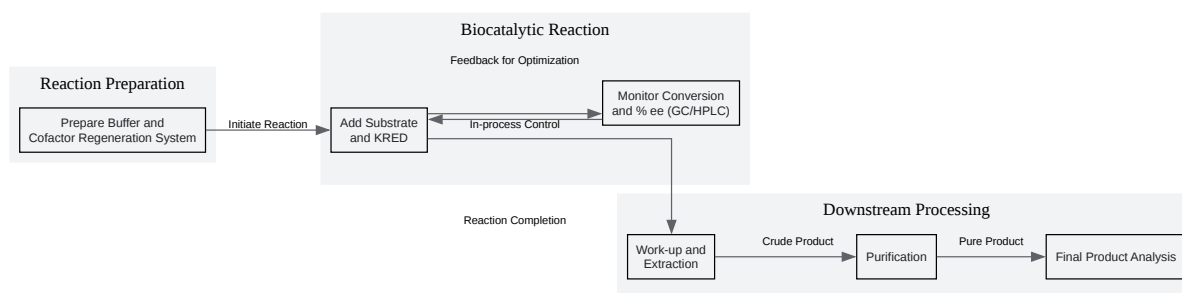 Reaction Preparation
Prepare Buffer and
Cofactor Regeneration System
Initiate Reaction
Biocatalytic Reaction
Feedback for Optimization
Add Substrate
and KRED
Monitor Conversion
and % ee (GC/HPLC)
In-process Control
Reaction Completion
Downstream Processing
Work-up and
Extraction
Crude Product
Purification
Pure Product
Final Product Analysis